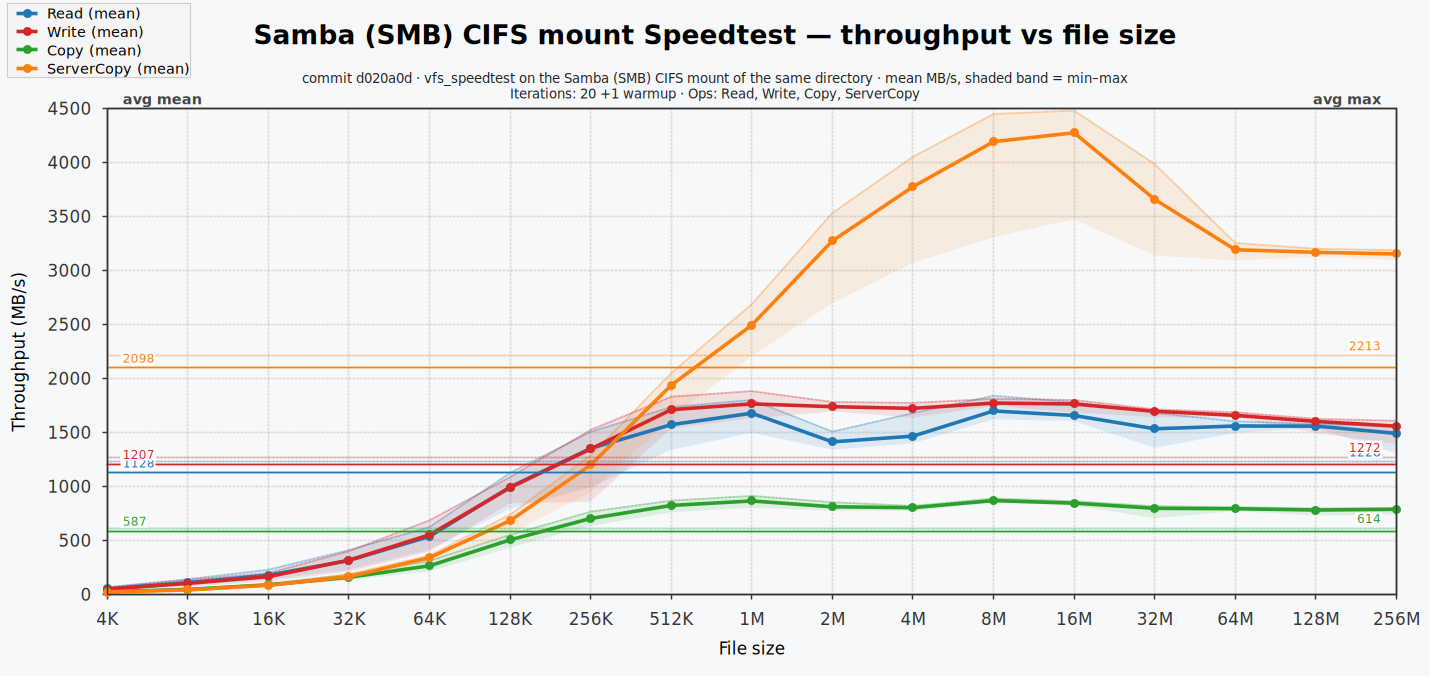 Read (mean)
Write (mean)
Copy (mean)
ServerCopy (mean)
Samba (SMB) CIFS mount Speedtest — throughput vs file size
commit d020a0d · vfs_speedtest on the Samba (SMB) CIFS mount of the same directory · mean MB/s, shaded band = min–max
Iterations: 20 +1 warmup · Ops: Read, Write, Copy, ServerCopy
avg mean
avg max
4500
4000
3500
3000
2500
2213
2098
2000
1500
1207
1272
1128
1000
587
614
500
0
Throughput (MB/s)
4K 8K 16K 32K 64K 128K 256K 512K 1M 2M 4M 8M 16M 32M 64M 128M 256M
File size